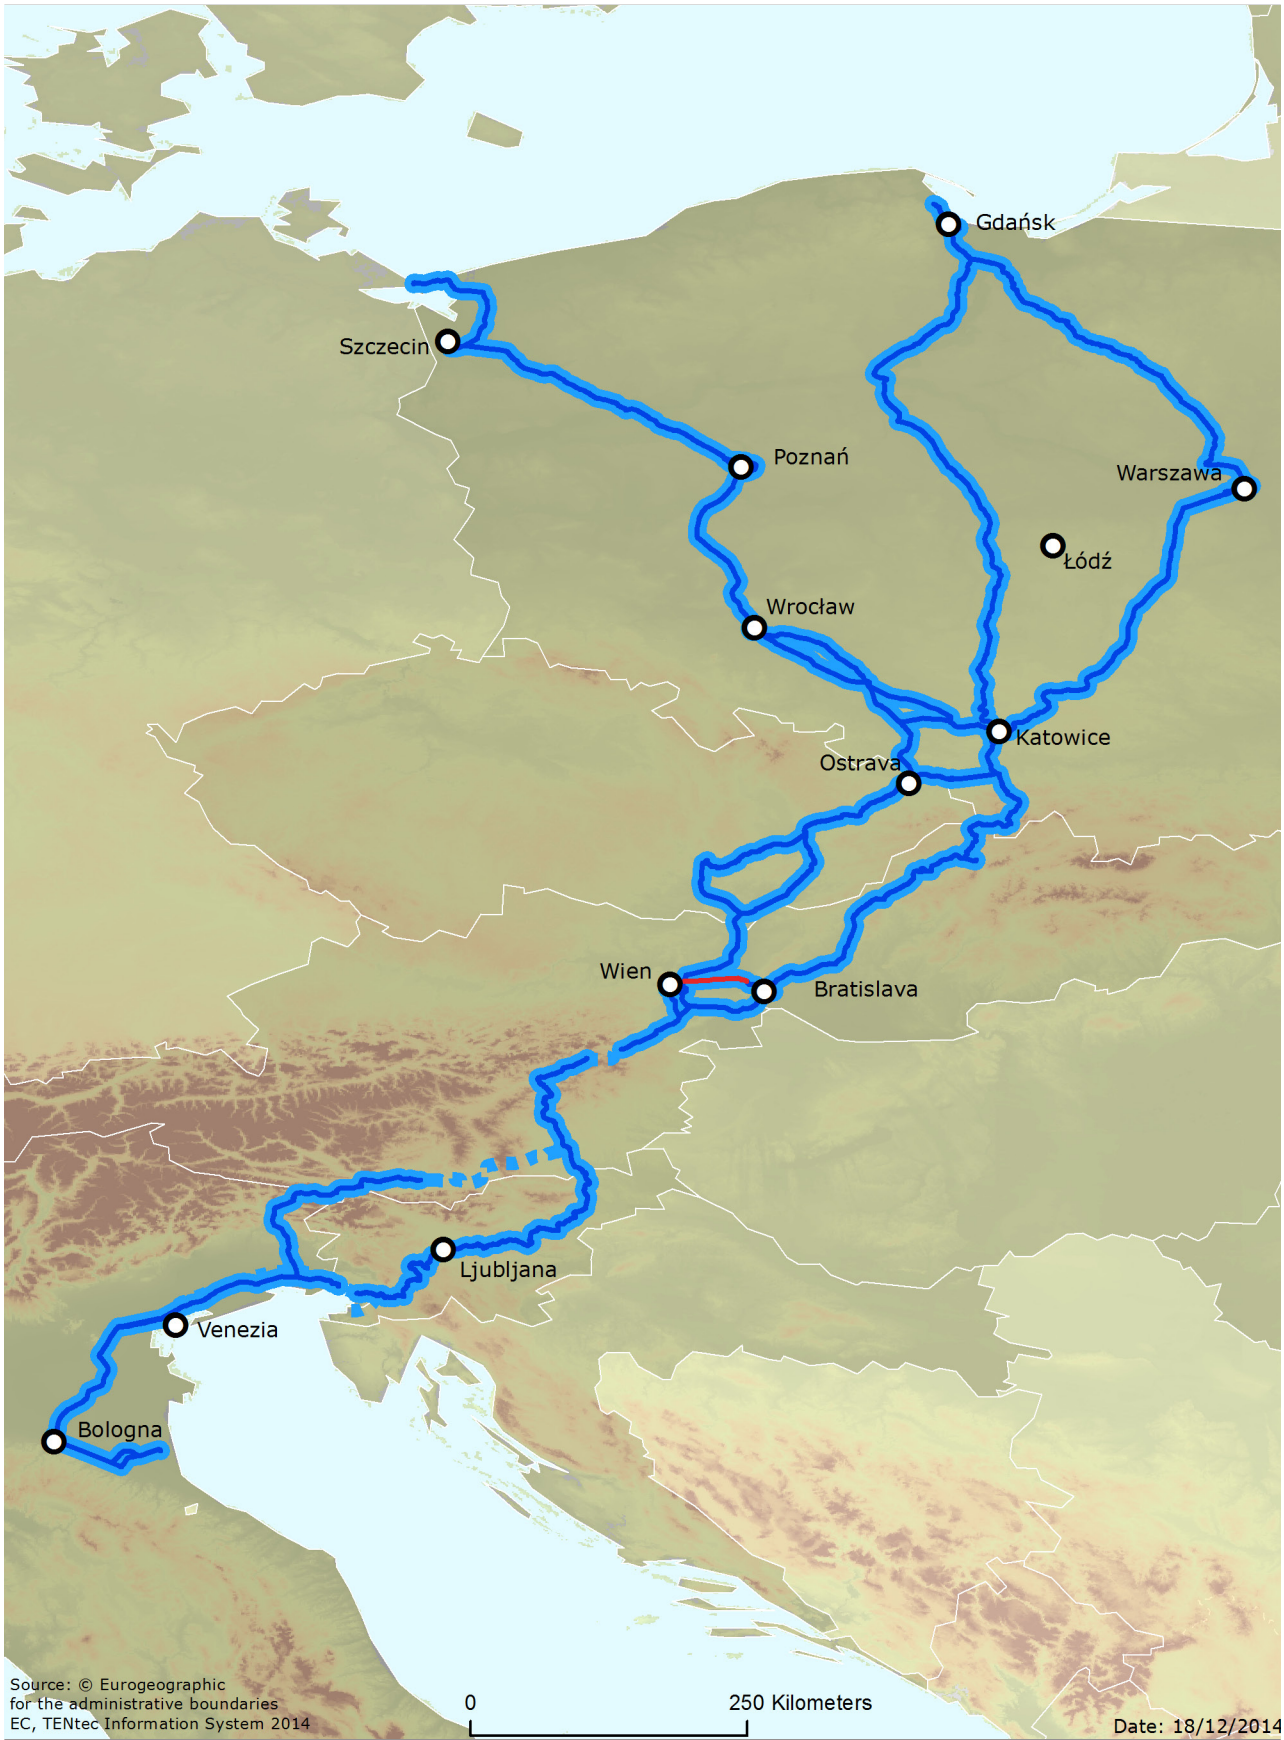 Gdańsk
Szczecin
Poznań
Warszawa
Łódź
Wrocław
Katowice
Ostrava
Wien
Bratislava
Ljubljana
Venezia
Bologna
Source: © Eurogeographic
for the administrative boundaries
EC, TENtec Information System 2014
0 250 Kilometers
Date: 18/12/2014